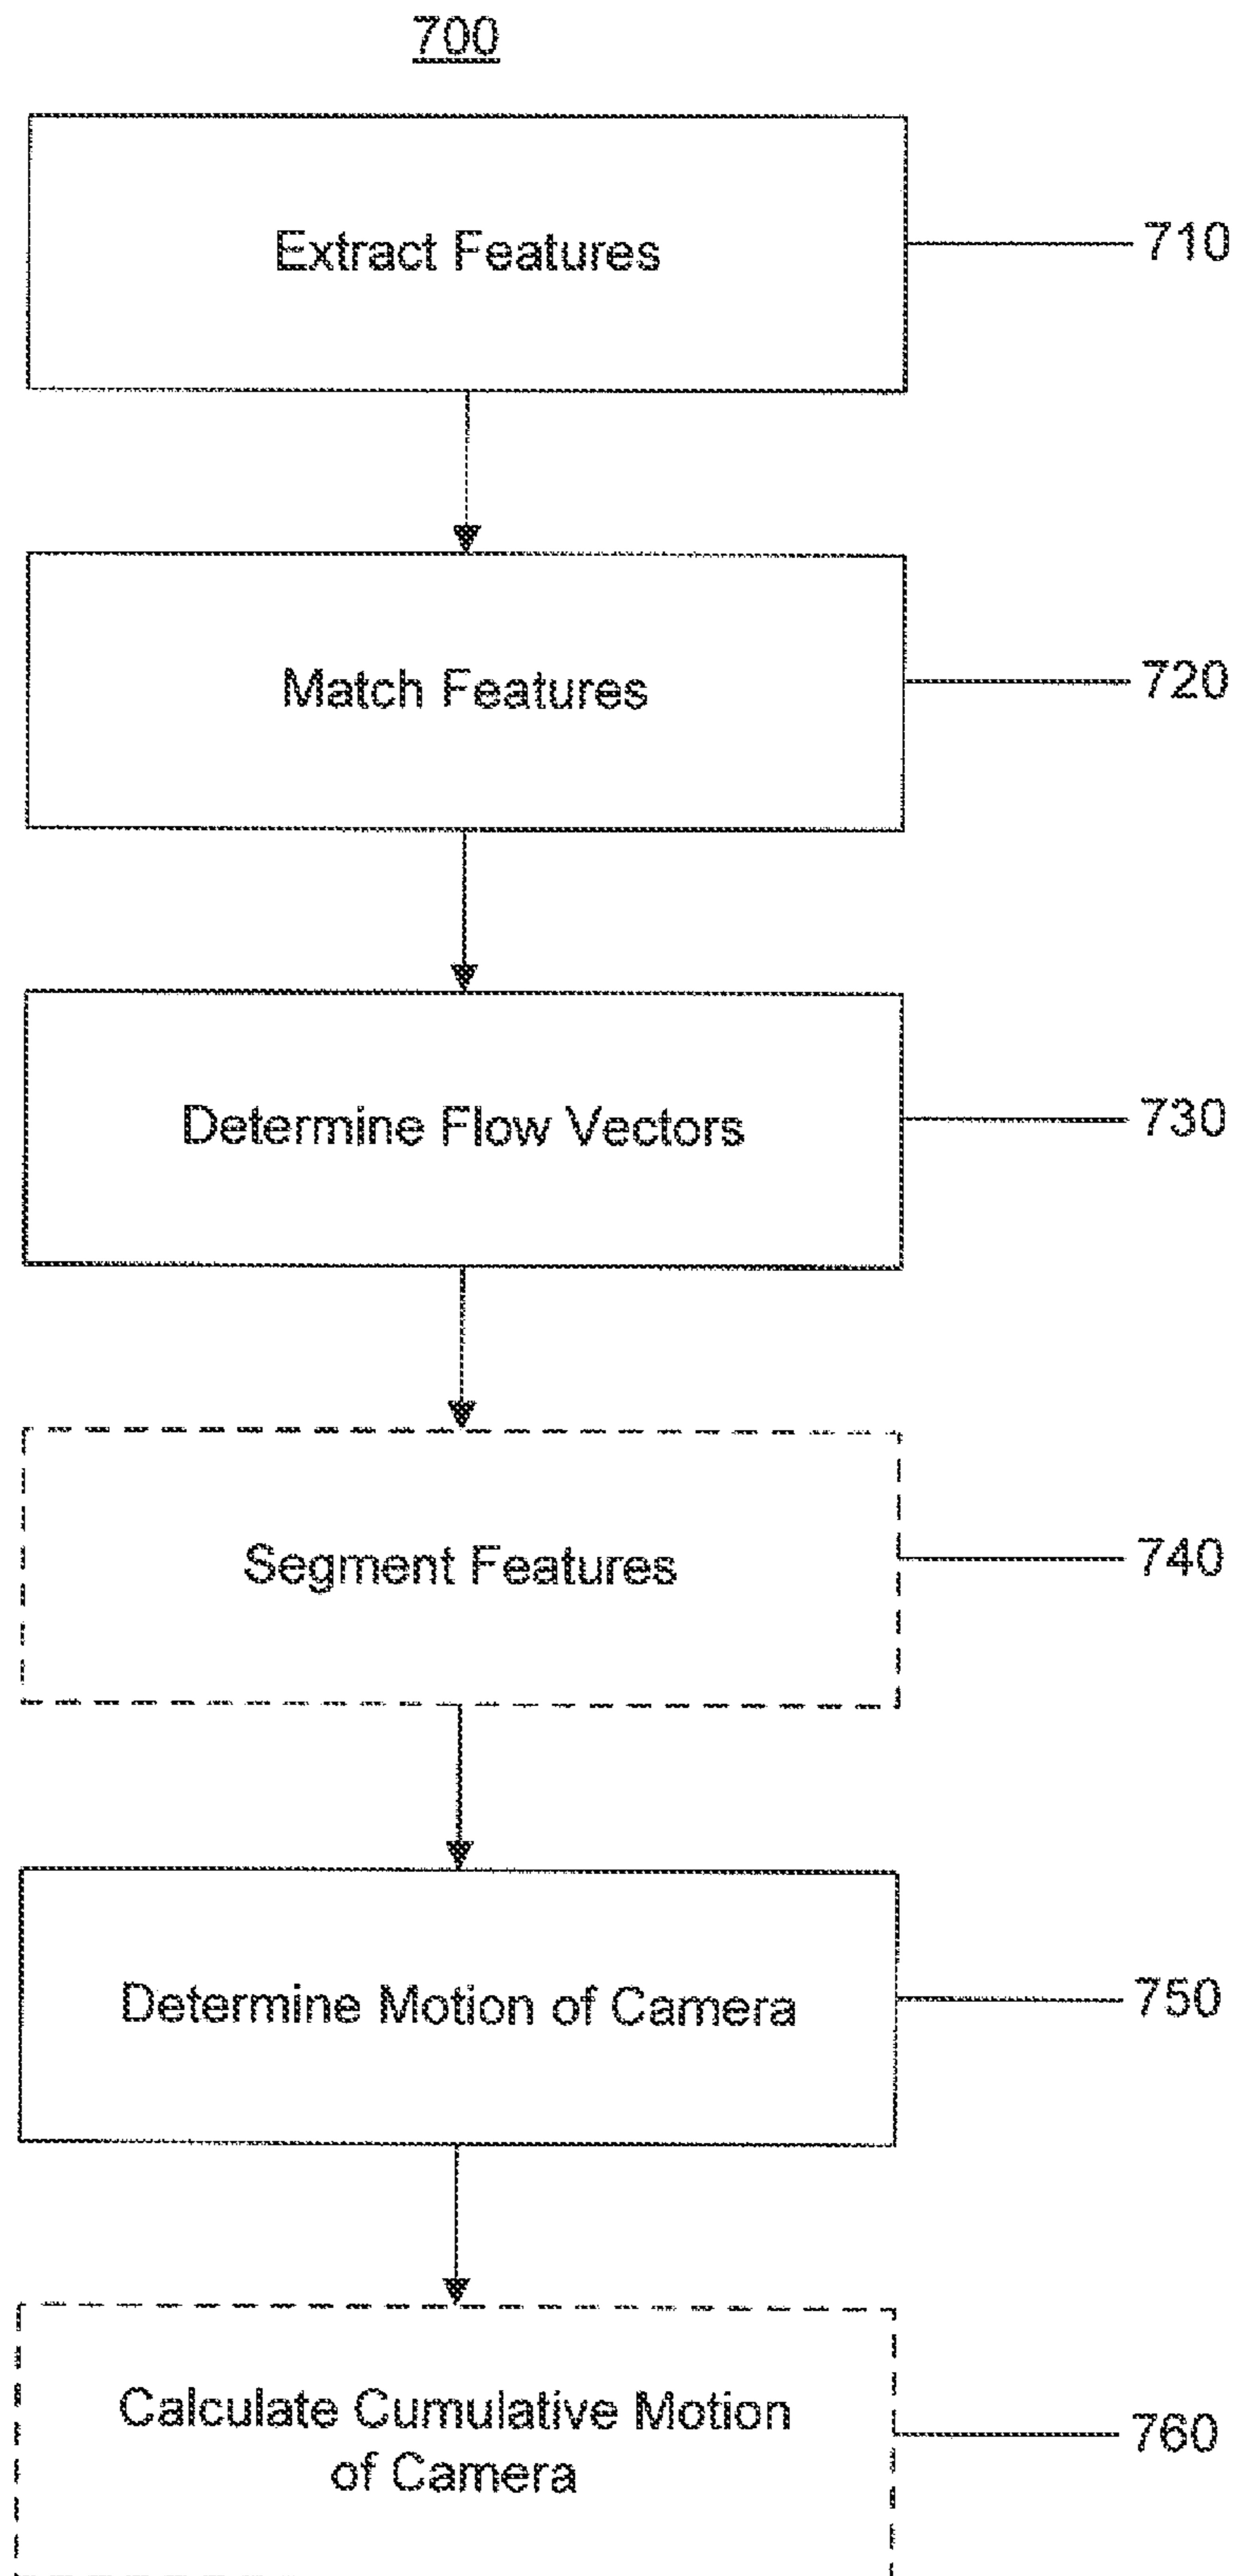 700
Extract Features
710
Match Features
720
Determine Flow Vectors
730
Segment Features
740
Determine Motion of Camera
750
Calculate Cumulative Motion
of Camera
760